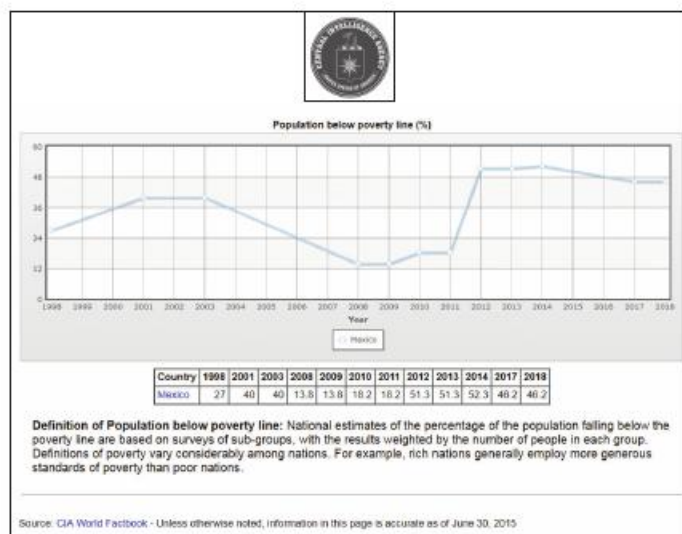 CENTRAL INTELLIGENCE AGENCY
UNITED STATES OF AMERICA
Population below poverty line (%)
60
48
36
24
12
0
1998 1999 2000 2001 2002 2003 2004 2005 2006 2007 2008 2009 2010 2011 2012 2013 2014 2015 2016 2017 2018
Year
Mexico
Country 1998 2001 2003 2008 2009 2010 2011 2012 2013 2014 2017 2018
Mexico 27 40 40 13.8 13.8 18.2 18.2 51.3 51.3 52.3 46.2 46.2
Definition of Population below poverty line: National estimates of the percentage of the population falling below the
poverty line are based on surveys of sub-groups, with the results weighted by the number of people in each group.
Definitions of poverty vary considerably among nations. For example, rich nations generally employ more generous
standards of poverty than poor nations.
Source: CIA World Factbook - Unless otherwise noted, information in this page is accurate as of June 30, 2015